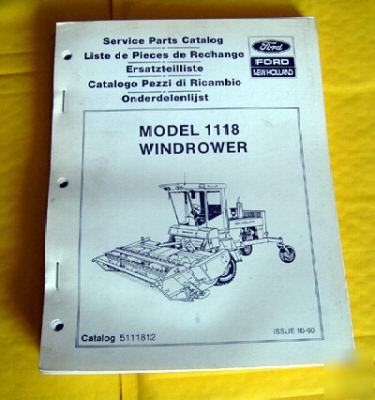 Service Parts Catalog
Liste de Pieces de Rechange
Ersatzteilliste
Catalogo Pezzi di Ricambio
Onderdelenlijst
Ford
FORD
NEW HOLLAND
MODEL 1118
WINDROWER
Catalog 5111812
ISSUE 10-90